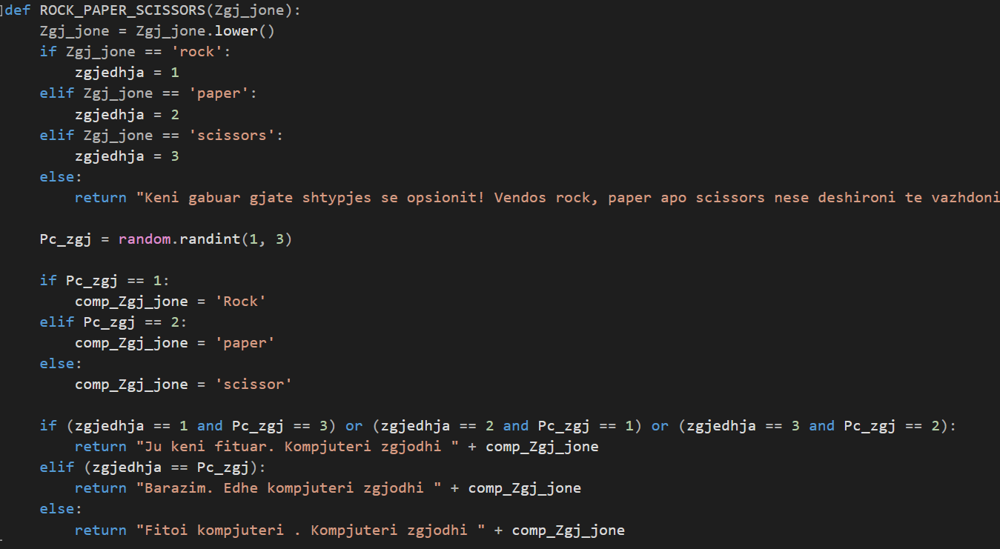 def ROCK_PAPER_SCISSORS(Zgj_jone):
    Zgj_jone = Zgj_jone.lower()
    if Zgj_jone == 'rock':
        zgjedhja = 1
    elif Zgj_jone == 'paper':
        zgjedhja = 2
    elif Zgj_jone == 'scissors':
        zgjedhja = 3
    else:
        return "Keni gabuar gjate shtypjes se opsionit! Vendos rock, paper apo scissors nese deshironi te vazhdoni
    Pc_zgj = random.randint(1, 3)
    if Pc_zgj == 1:
        comp_Zgj_jone = 'Rock'
    elif Pc_zgj == 2:
        comp_Zgj_jone = 'paper'
    else:
        comp_Zgj_jone = 'scissor'
    if (zgjedhja == 1 and Pc_zgj == 3) or (zgjedhja == 2 and Pc_zgj == 1) or (zgjedhja == 3 and Pc_zgj == 2):
        return "Ju keni fituar. Kompjuteri zgjodhi " + comp_Zgj_jone
    elif (zgjedhja == Pc_zgj):
        return "Barazim. Edhe kompjuteri zgjodhi " + comp_Zgj_jone
    else:
        return "Fitoi kompjuteri . Kompjuteri zgjodhi " + comp_Zgj_jone